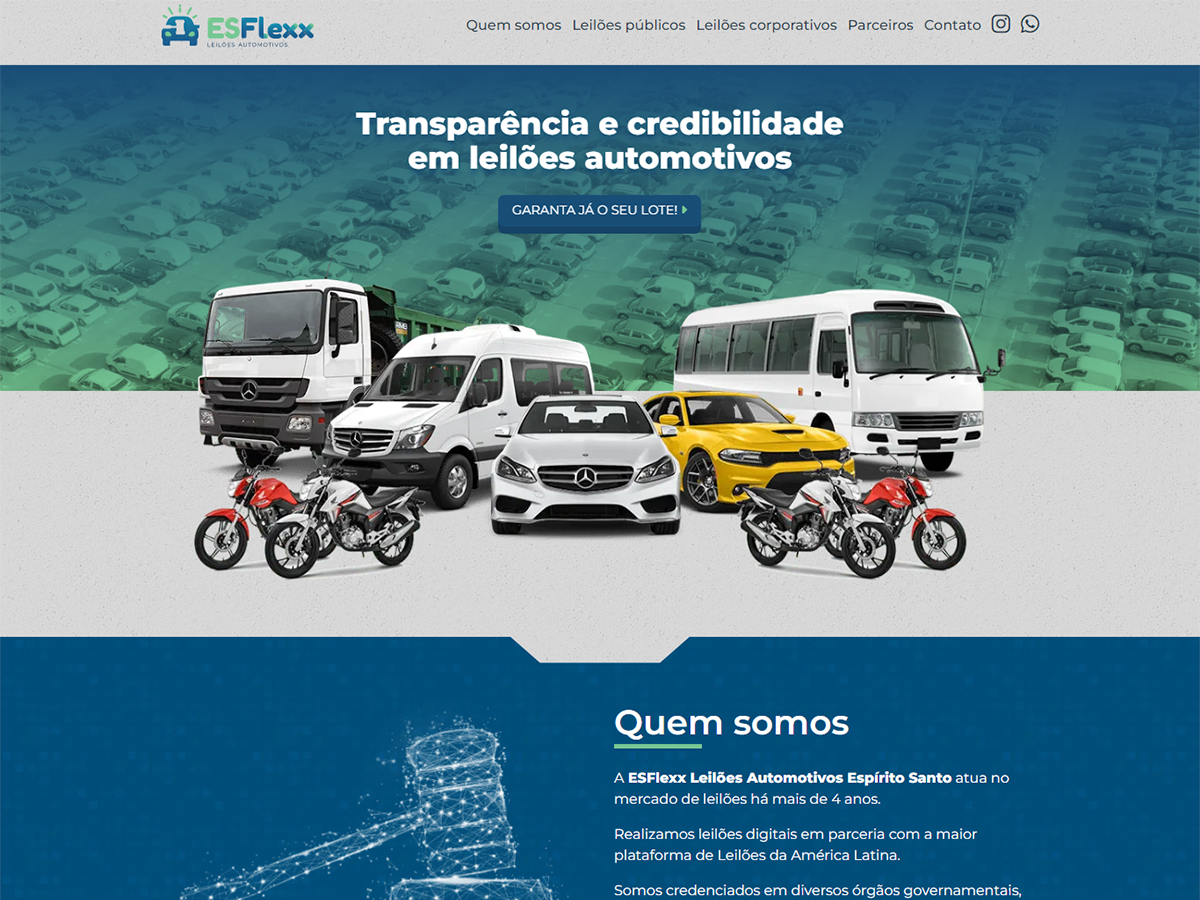 ESFlexx
LEILÕES AUTOMOTIVOS
Quem somos Leilões públicos Leilões corporativos Parceiros Contato
Transparência e credibilidade
em leilões automotivos
GARANTA JÁ O SEU LOTE!
Quem somos
A ESFlexx Leilões Automotivos Espírito Santo atua no
mercado de leilões há mais de 4 anos.
Realizamos leilões digitais em parceria com a maior
plataforma de Leilões da América Latina.
Somos credenciados em diversos órgãos governamentais,